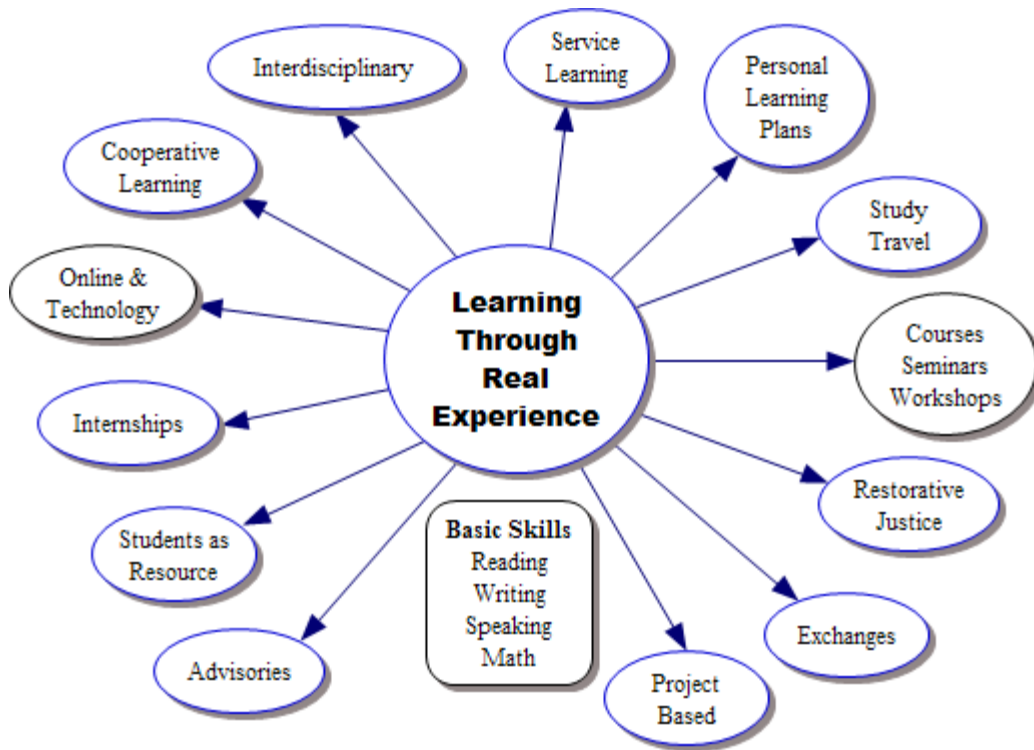 Interdisciplinary
Service
Learning
Personal
Learning
Plans
Cooperative
Learning
Study
Travel
Online &
Technology
Learning
Through
Real
Experience
Courses
Seminars
Workshops
Internships
Restorative
Justice
Students as
Resource
Basic Skills
Reading
Writing
Speaking
Math
Exchanges
Advisories
Project
Based